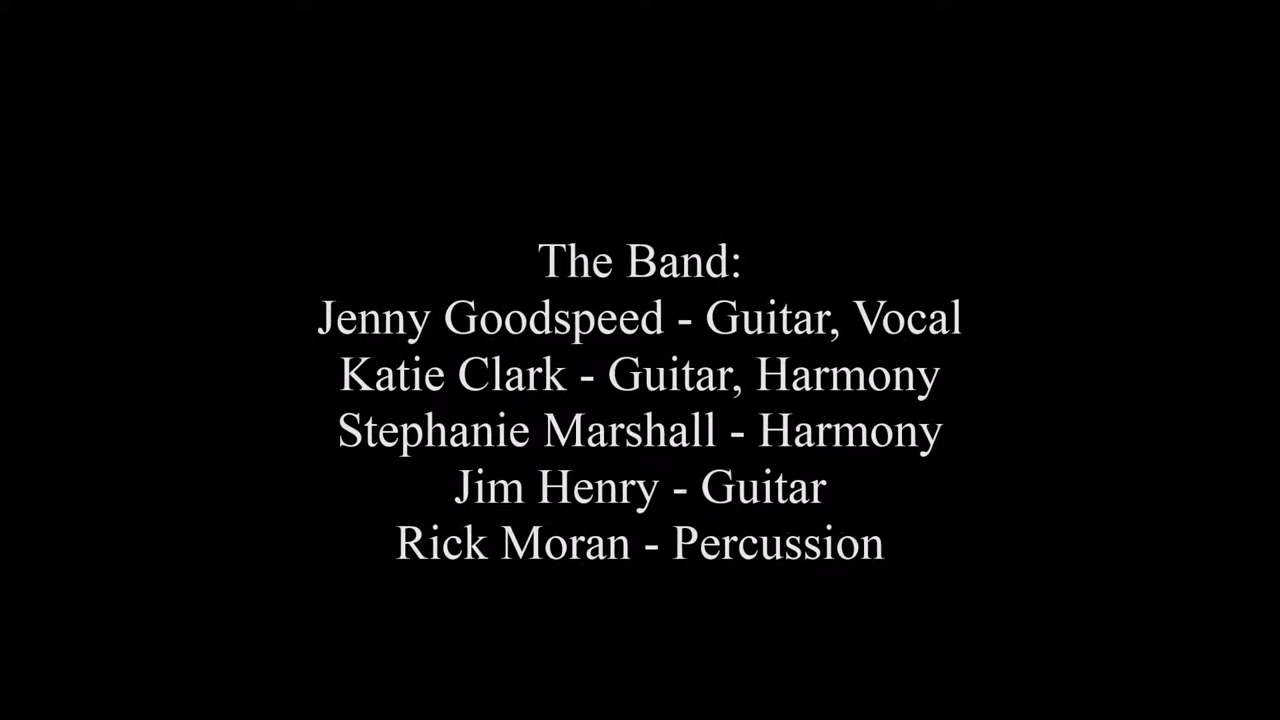 The Band:
Jenny Goodspeed - Guitar, Vocal
Katie Clark - Guitar, Harmony
Stephanie Marshall - Harmony
Jim Henry - Guitar
Rick Moran - Percussion